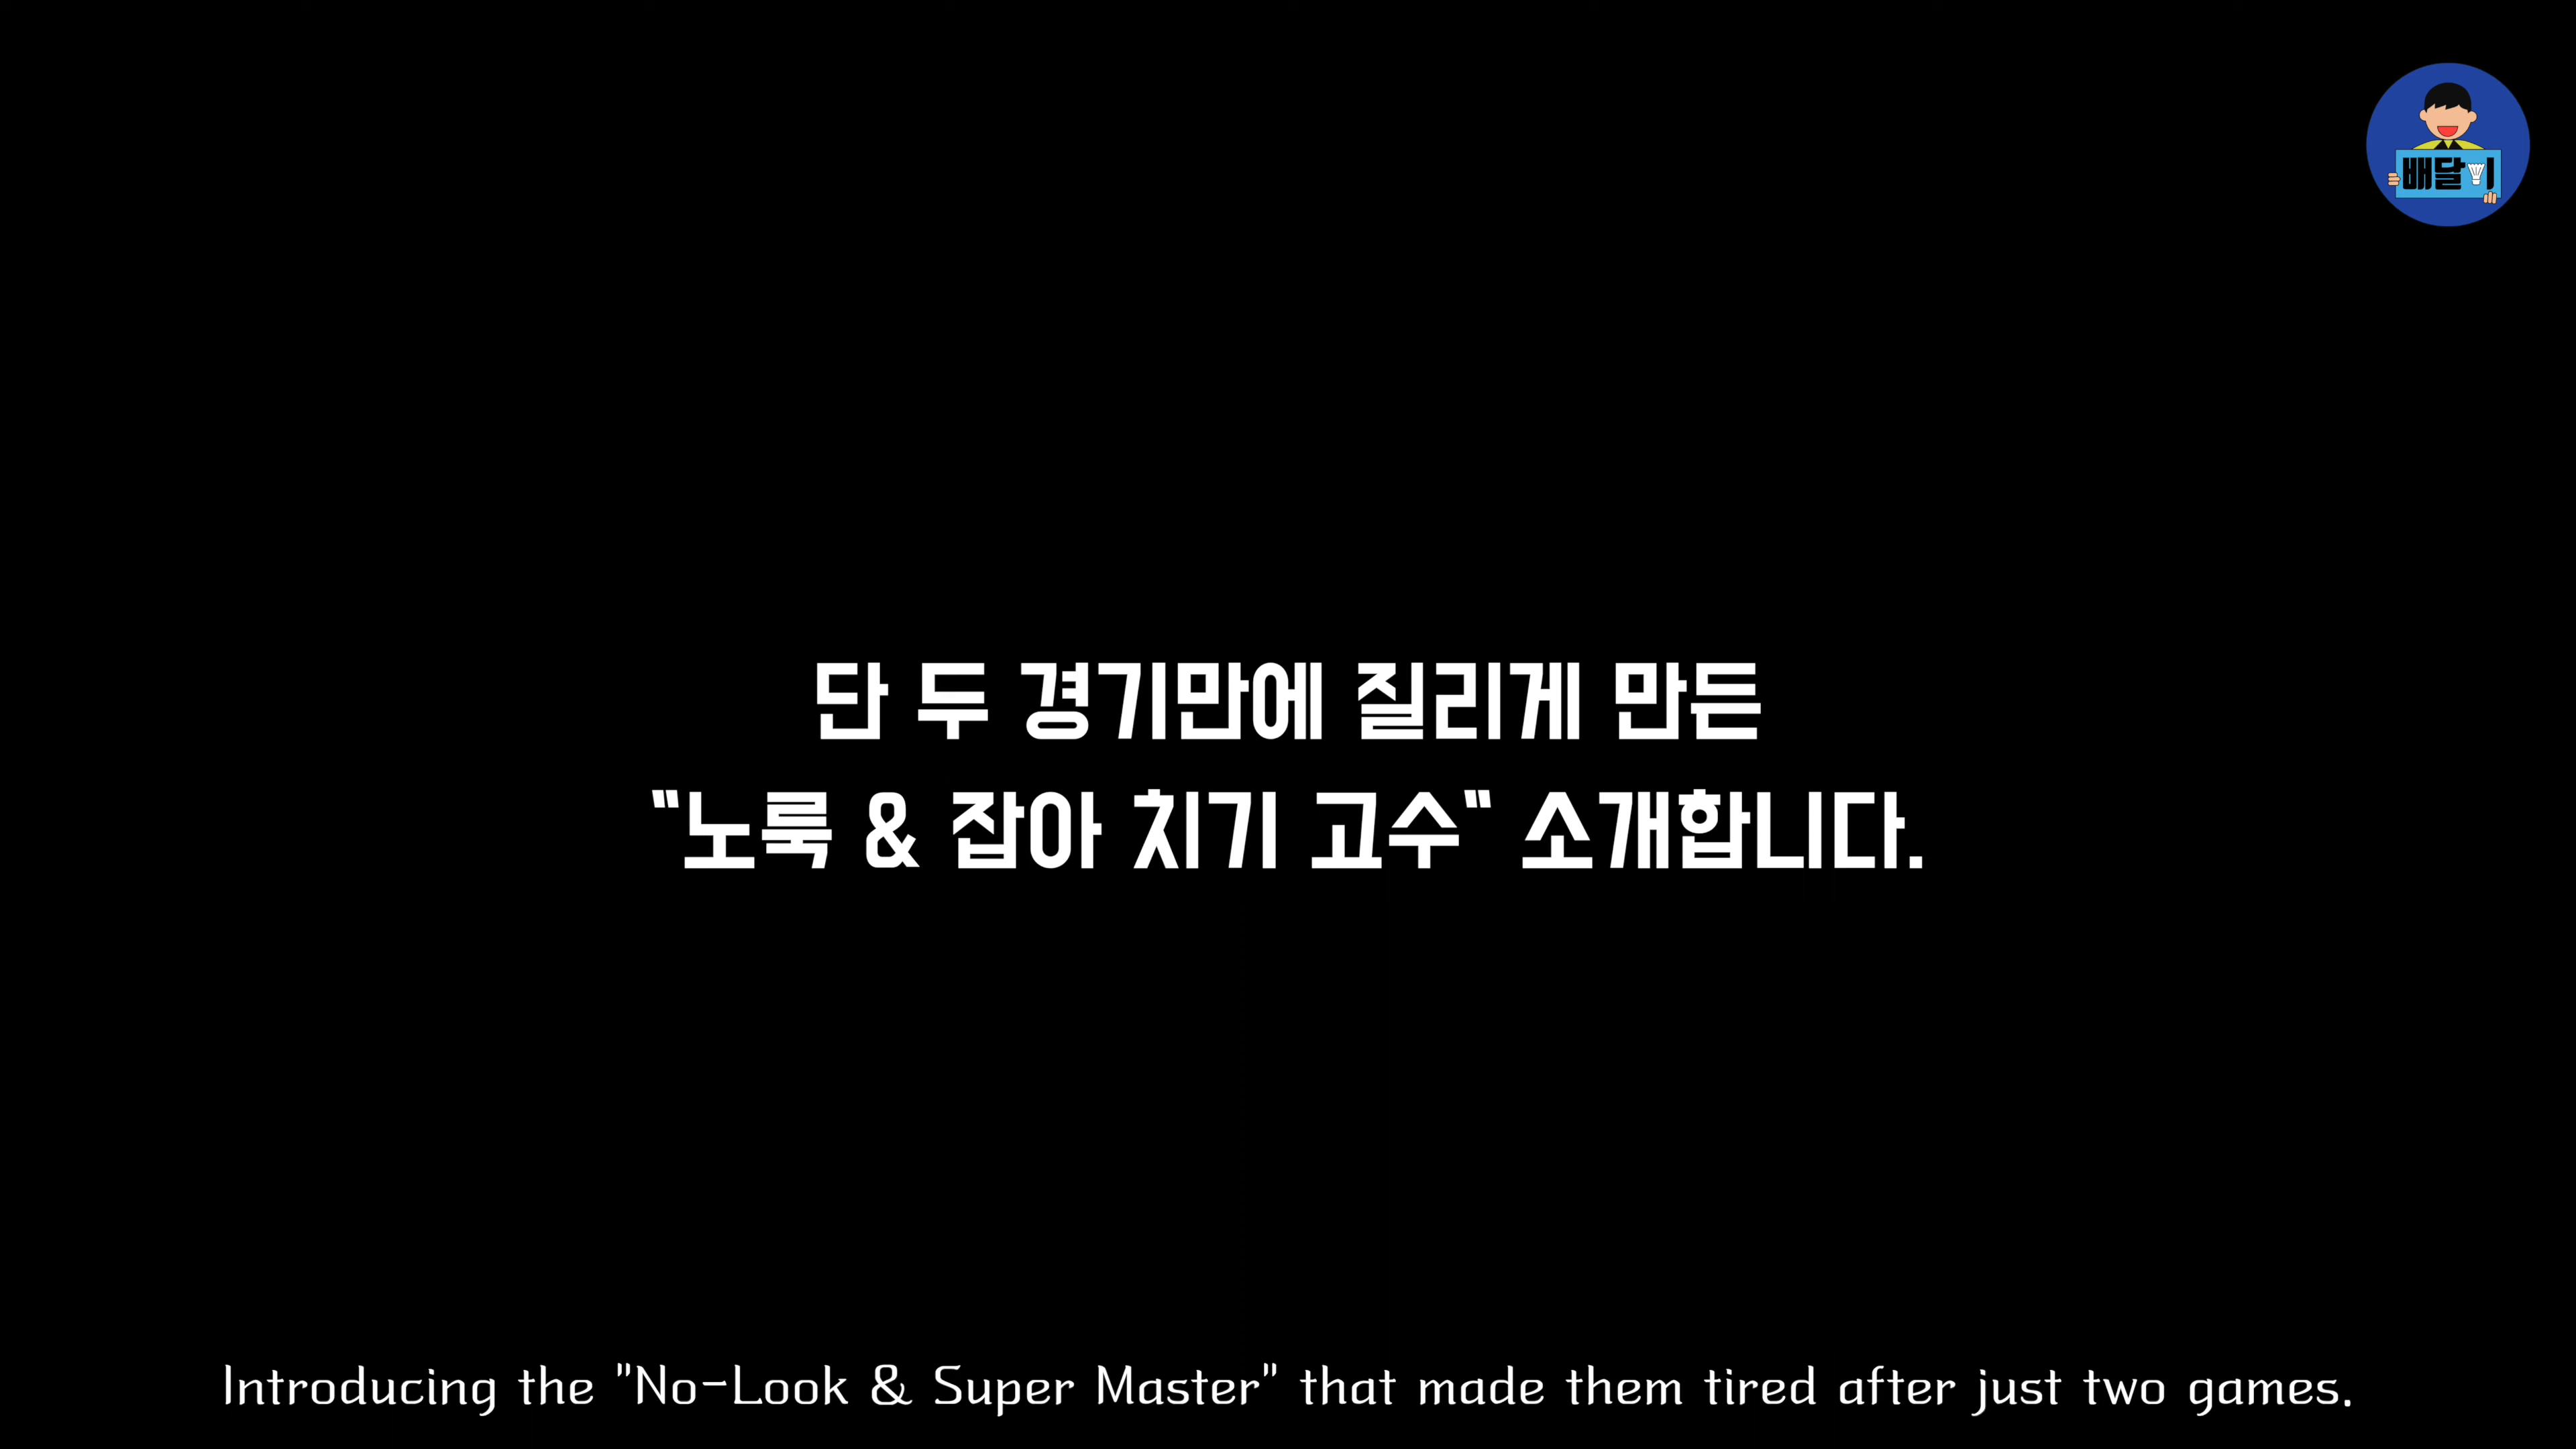 배달이
단 두 경기만에 질리게 만든
"노룩 & 잡아 치기 고수" 소개합니다.
Introducing the "No-Look & Super Master" that made them tired after just two games.